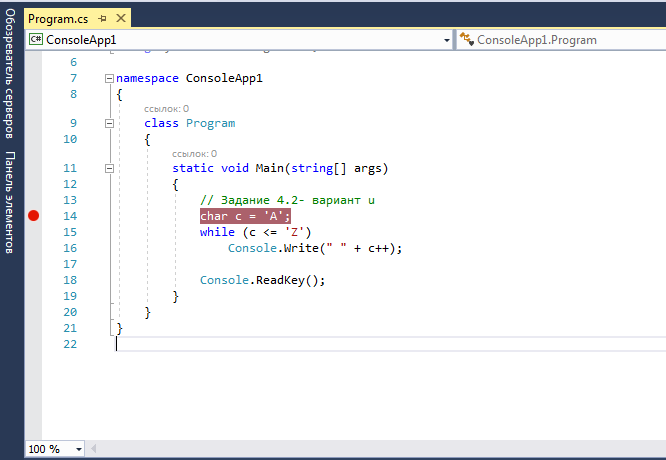 Обозреватель серверов
Панель элементов
Program.cs
C# ConsoleApp1
ConsoleApp1.Program
6
7 namespace ConsoleApp1
8 {
ссылок: 0
9 class Program
10 {
ссылок: 0
11 static void Main(string[] args)
12 {
13 // Задание 4.2- вариант u
14 char c = 'A';
15 while (c <= 'Z')
16 Console.Write(" " + c++);
17
18 Console.ReadKey();
19 }
20 }
21 }
22
100 %